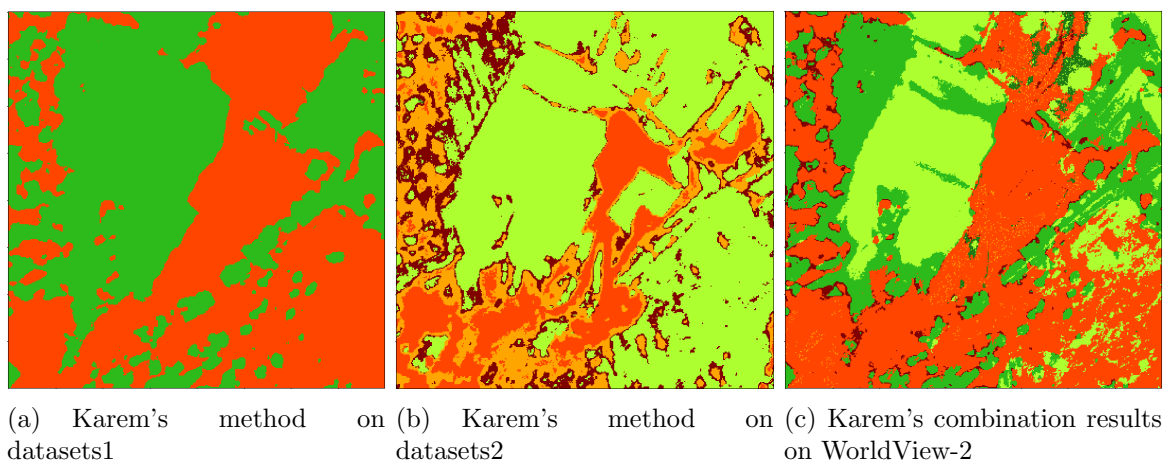 (a) Karem's method on
datasets1
(b) Karem's method on
datasets2
(c) Karem's combination results
on WorldView-2